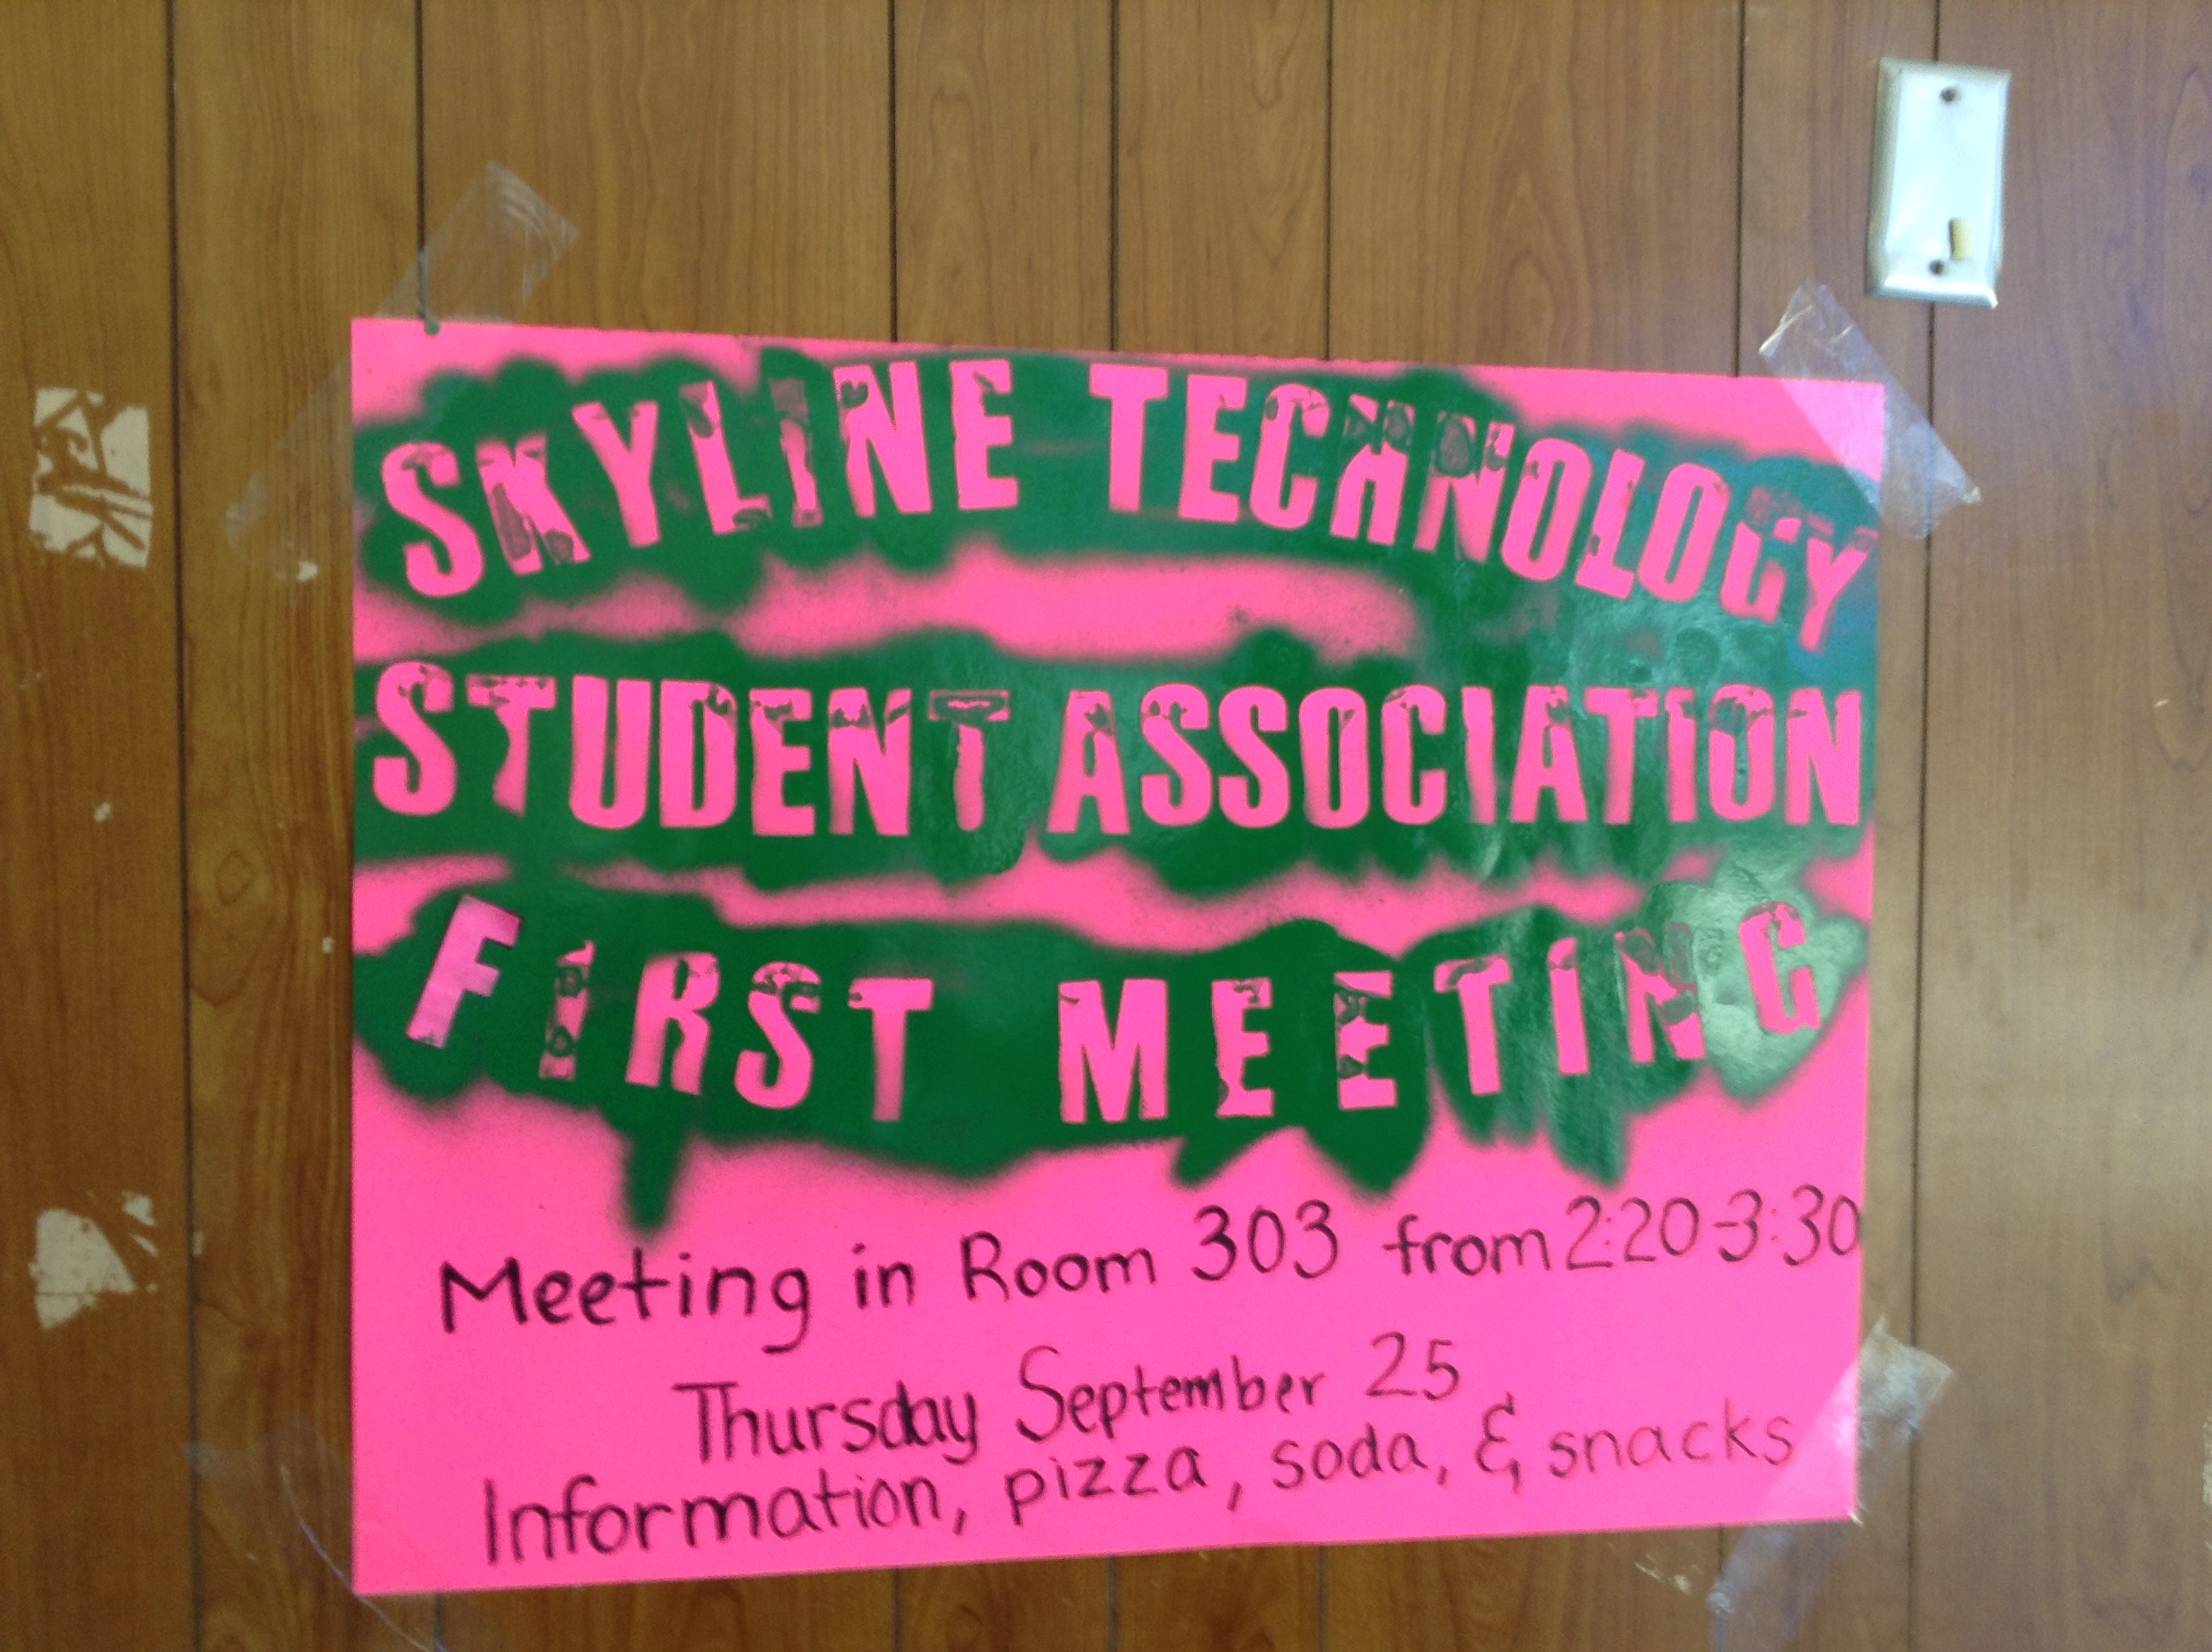 SKYLINE TECHNOLOGY
STUDENT ASSOCIATION
FIRST MEETING
Meeting in Room 303 from 2:20-3:30
Thursday September 25
Information, pizza, soda, & snacks